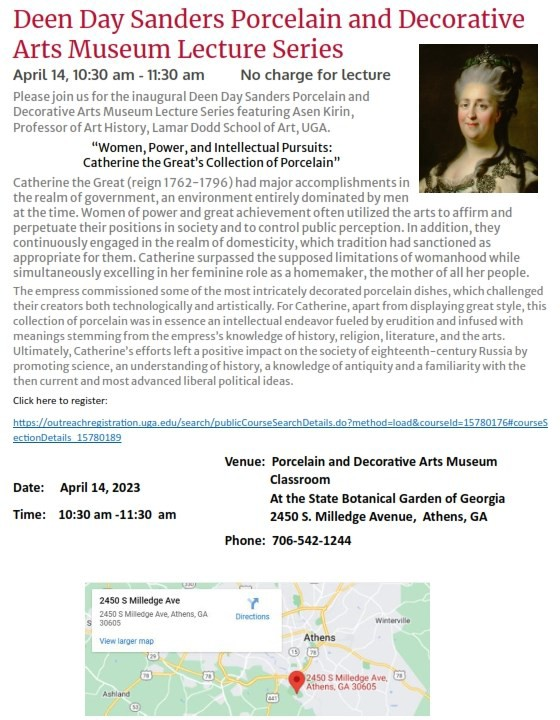 Deen Day Sanders Porcelain and Decorative
Arts Museum Lecture Series
April 14, 10:30 am - 11:30 am No charge for lecture
Please join us for the inaugural Deen Day Sanders Porcelain and
Decorative Arts Museum Lecture Series featuring Asen Kirin,
Professor of Art History, Lamar Dodd School of Art, UGA.
“Women, Power, and Intellectual Pursuits:
Catherine the Great’s Collection of Porcelain”
Catherine the Great (reign 1762-1796) had major accomplishments in
the realm of government, an environment entirely dominated by men
at the time. Women of power and great achievement often utilized the arts to affirm and
perpetuate their positions in society and to control public perception. In addition, they
continuously engaged in the realm of domesticity, which tradition had sanctioned as
appropriate for them. Catherine surpassed the supposed limitations of womanhood while
simultaneously excelling in her feminine role as a homemaker, the mother of all her people.
The empress commissioned some of the most intricately decorated porcelain dishes, which challenged
their creators both technologically and artistically. For Catherine, apart from displaying great style, this
collection of porcelain was in essence an intellectual endeavor fueled by erudition and infused with
meanings stemming from the empress’s knowledge of history, religion, literature, and the arts.
Ultimately, Catherine’s efforts left a positive impact on the society of eighteenth-century Russia by
promoting science, an understanding of history, a knowledge of antiquity and a familiarity with the
then current and most advanced liberal political ideas.
Click here to register:
https://outreachregistration.uga.edu/search/publicCourseSearchDetails.do?method=load&courseId=15780176#courseS
ectionDetails_15780189
Venue: Porcelain and Decorative Arts Museum
Classroom
Date: April 14, 2023
At the State Botanical Garden of Georgia
Time: 10:30 am -11:30 am
2450 S. Milledge Avenue, Athens, GA
Phone: 706-542-1244
2450 S Milledge Ave
2450 S Milledge Ave, Athens, GA
30605
Directions
View larger map
Winterville
Athens
29
15
78
78
78
2450 S Milledge Ave,
Athens, GA 30605
Ashland
441
53